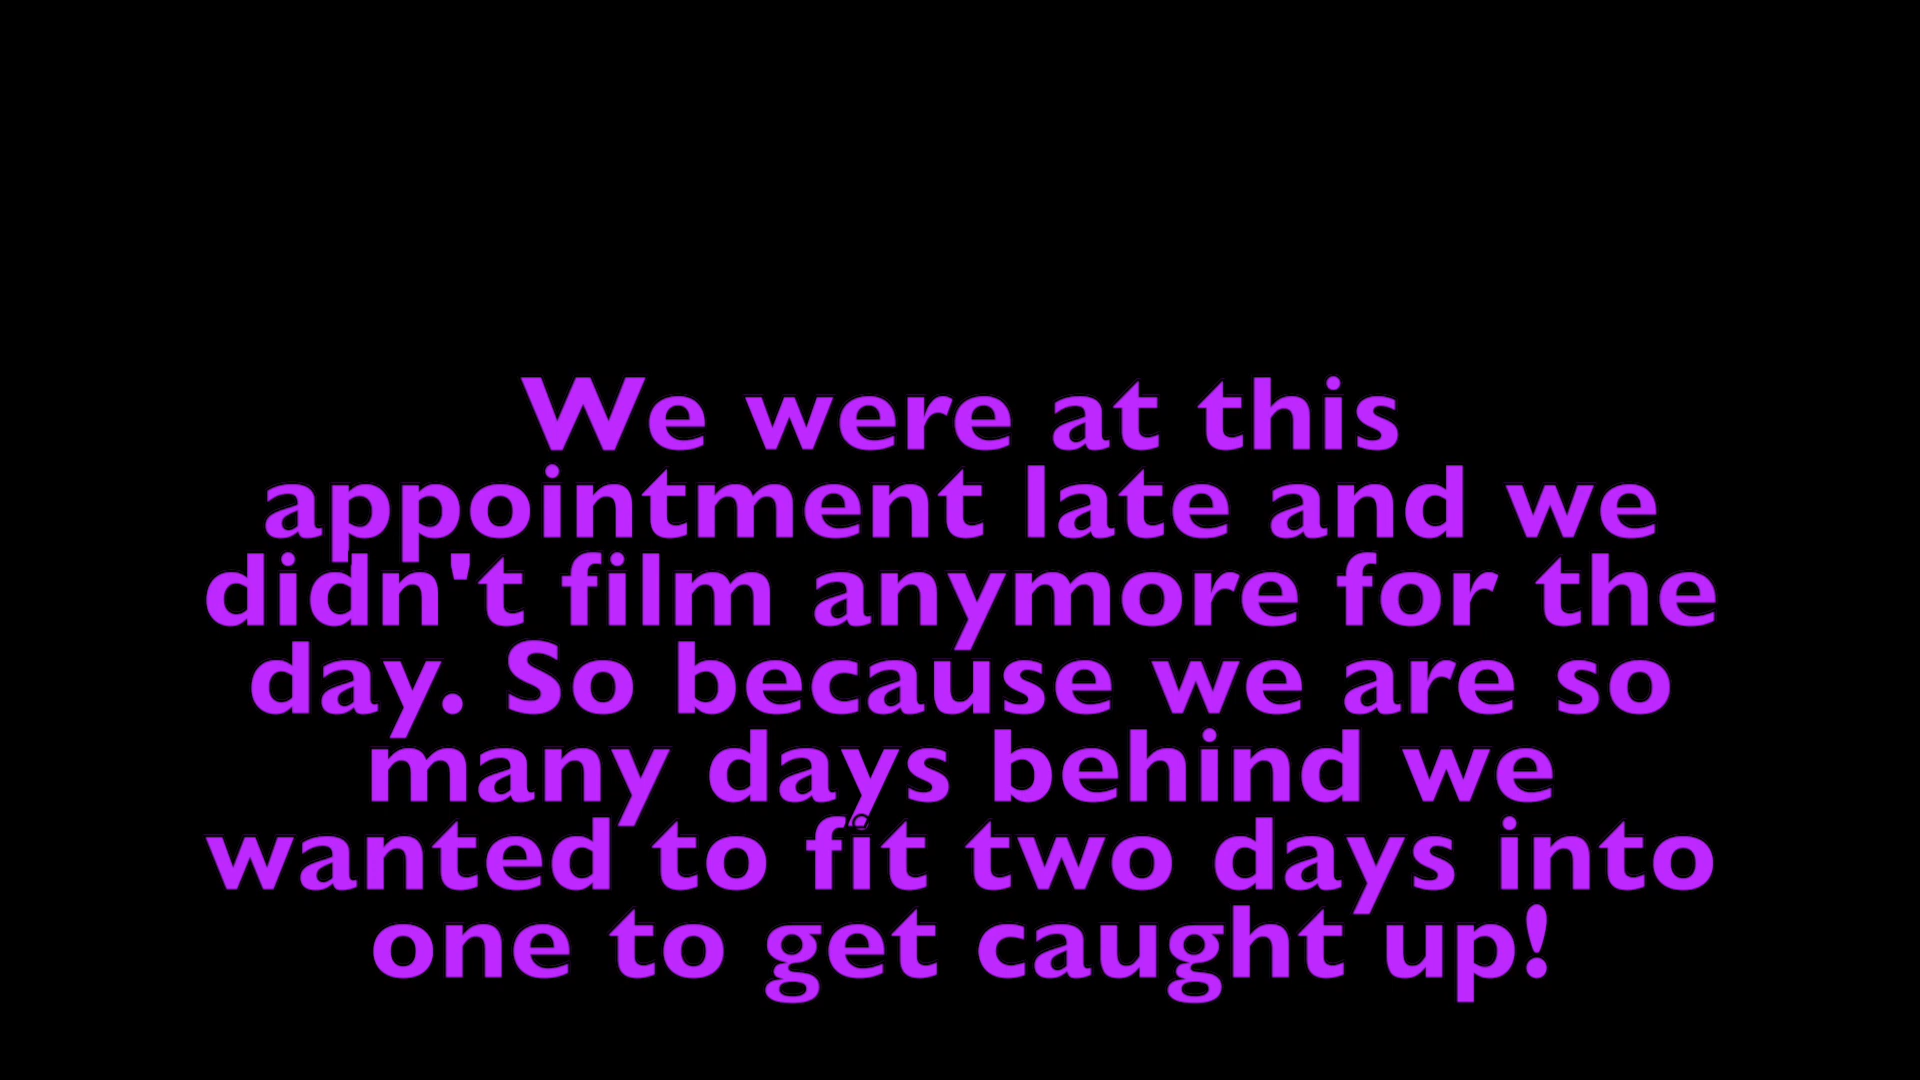 We were at this
appointment late and we
didn't film anymore for the
day. So because we are so
many days behind we
wanted to fit two days into
one to get caught up!